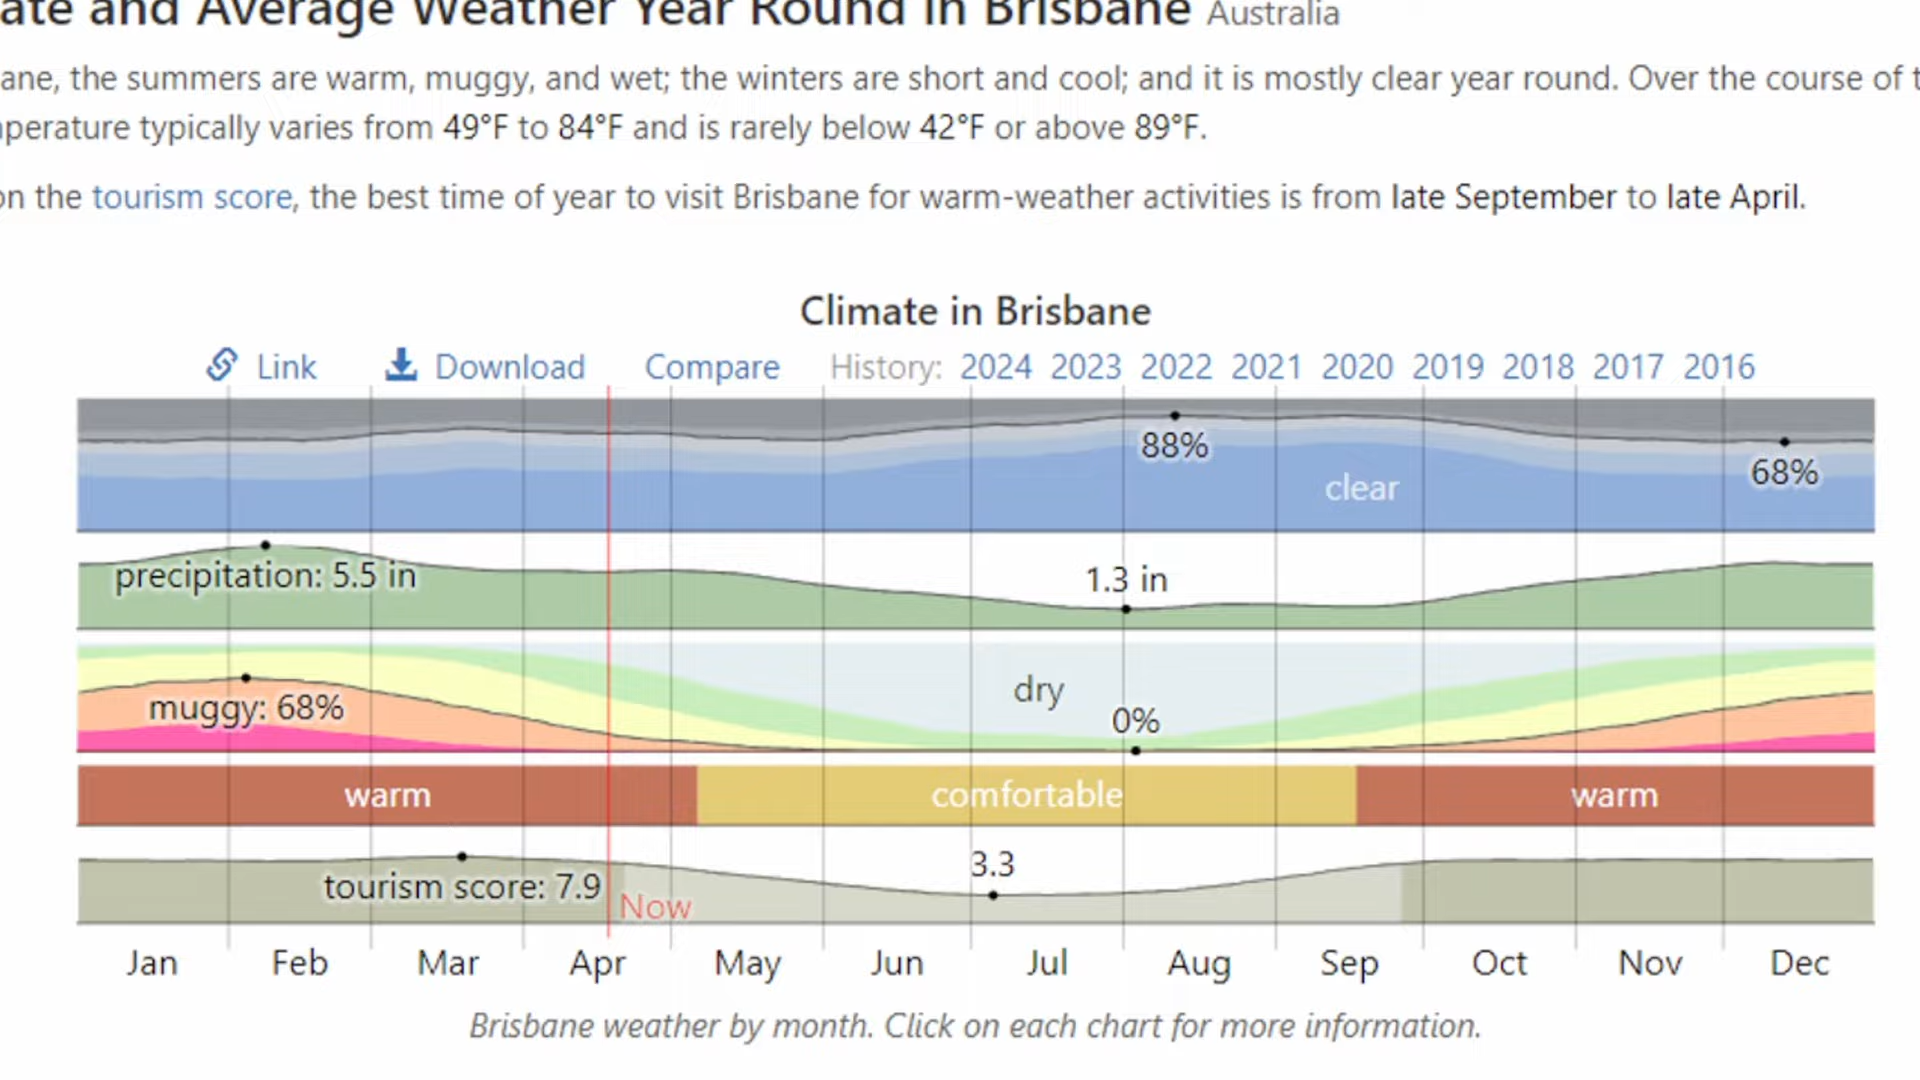 ate and Average Weather Year Round in Brisbane Australia
ane, the summers are warm, muggy, and wet; the winters are short and cool; and it is mostly clear year round. Over the course of t
perature typically varies from 49°F to 84°F and is rarely below 42°F or above 89°F.
on the tourism score, the best time of year to visit Brisbane for warm-weather activities is from late September to late April.
Climate in Brisbane
Link Download Compare History: 2024 2023 2022 2021 2020 2019 2018 2017 2016
88%
68%
clear
precipitation: 5.5 in
1.3 in
dry
muggy: 68%
0%
warm comfortable warm
3.3
tourism score: 7.9
Now
Jan Feb Mar Apr May Jun Jul Aug Sep Oct Nov Dec
Brisbane weather by month. Click on each chart for more information.